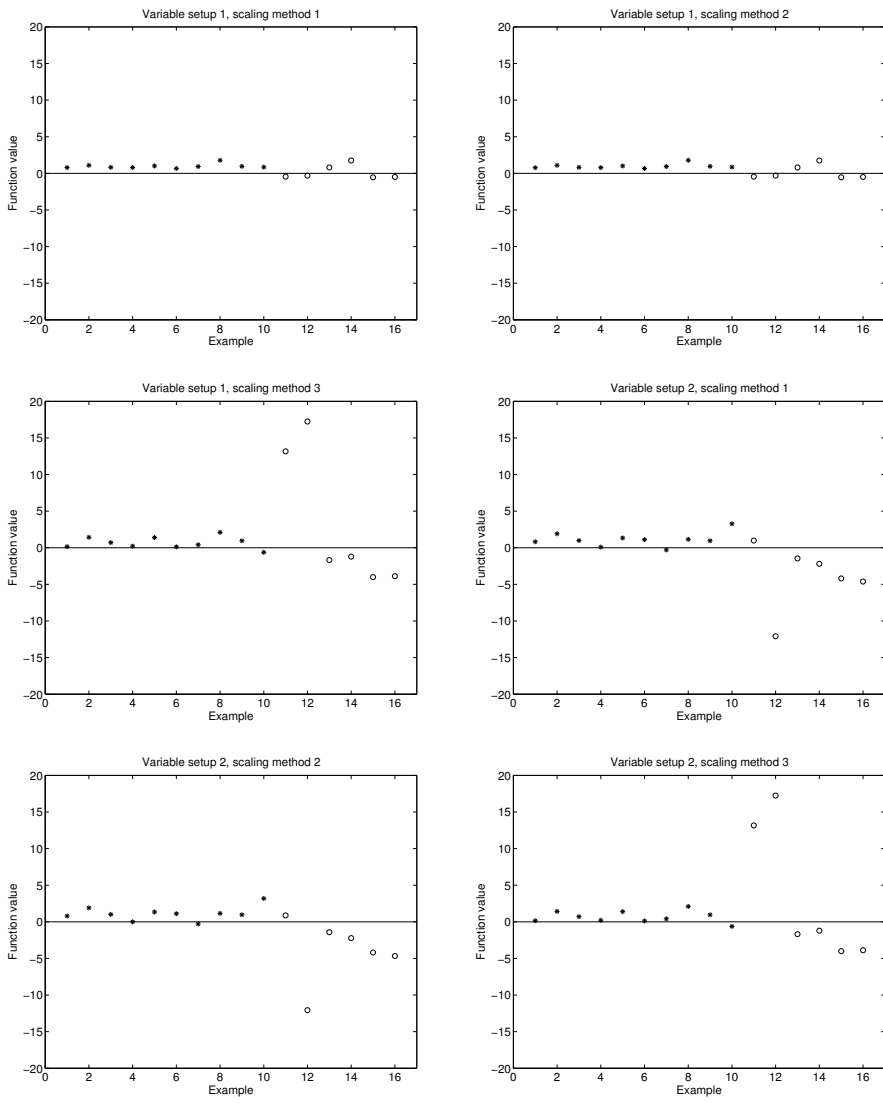 Variable setup 1, scaling method 1
20
15
10
5
0
−5
−10
−15
−20
0 2 4 6 8 10 12 14 16
Function value
Example
Variable setup 1, scaling method 2
20
15
10
5
0
−5
−10
−15
−20
0 2 4 6 8 10 12 14 16
Function value
Example
Variable setup 1, scaling method 3
20
15
10
5
0
−5
−10
−15
−20
0 2 4 6 8 10 12 14 16
Function value
Example
Variable setup 2, scaling method 1
20
15
10
5
0
−5
−10
−15
−20
0 2 4 6 8 10 12 14 16
Function value
Example
Variable setup 2, scaling method 2
20
15
10
5
0
−5
−10
−15
−20
0 2 4 6 8 10 12 14 16
Function value
Example
Variable setup 2, scaling method 3
20
15
10
5
0
−5
−10
−15
−20
0 2 4 6 8 10 12 14 16
Function value
Example